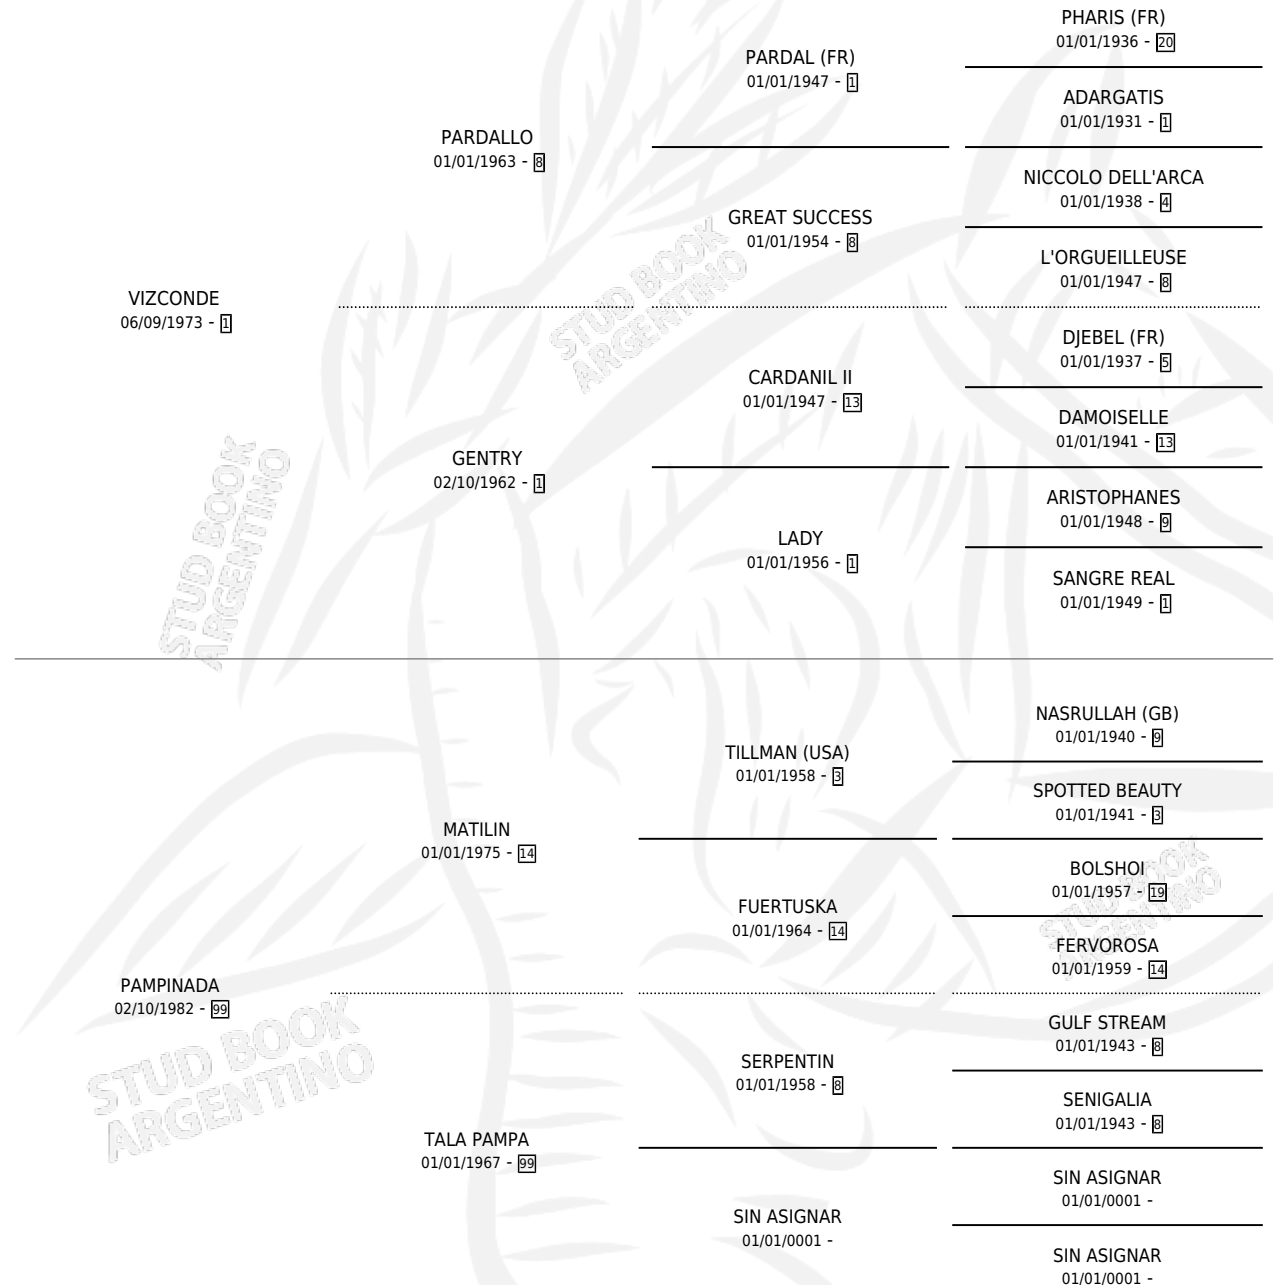 PHARIS (FR)
01/01/1936 - 20
PARDAL (FR)
01/01/1947 - 1
ADARGATIS
01/01/1931 - 1
PARDALLO
01/01/1963 - 8
NICCOLO DELL'ARCA
01/01/1938 - 4
GREAT SUCCESS
01/01/1954 - 8
L'ORGUEILLEUSE
01/01/1947 - 8
VIZCONDE
06/09/1973 - 1
STUD BOOK
ARGENTINO
DJEBEL (FR)
01/01/1937 - 5
CARDANIL II
01/01/1947 - 13
DAMOISELLE
01/01/1941 - 13
GENTRY
02/10/1962 - 1
ARISTOPHANES
01/01/1948 - 9
LADY
01/01/1956 - 1
SANGRE REAL
01/01/1949 - 1
STUD BOOK
ARGENTINO
NASRULLAH (GB)
01/01/1940 - 9
TILLMAN (USA)
01/01/1958 - 3
SPOTTED BEAUTY
01/01/1941 - 3
MATILIN
01/01/1975 - 14
BOLSHOI
01/01/1957 - 19
FUERTUSKA
01/01/1964 - 14
FERVOROSA
01/01/1959 - 14
STUD BOOK
ARGENTINO
PAMPINADA
02/10/1982 - 99
GULF STREAM
01/01/1943 - 8
SERPENTIN
01/01/1958 - 8
SENIGALIA
01/01/1943 - 8
STUD BOOK
ARGENTINO
TALA PAMPA
01/01/1967 - 99
SIN ASIGNAR
01/01/0001 -
SIN ASIGNAR
01/01/0001 -
SIN ASIGNAR
01/01/0001 -